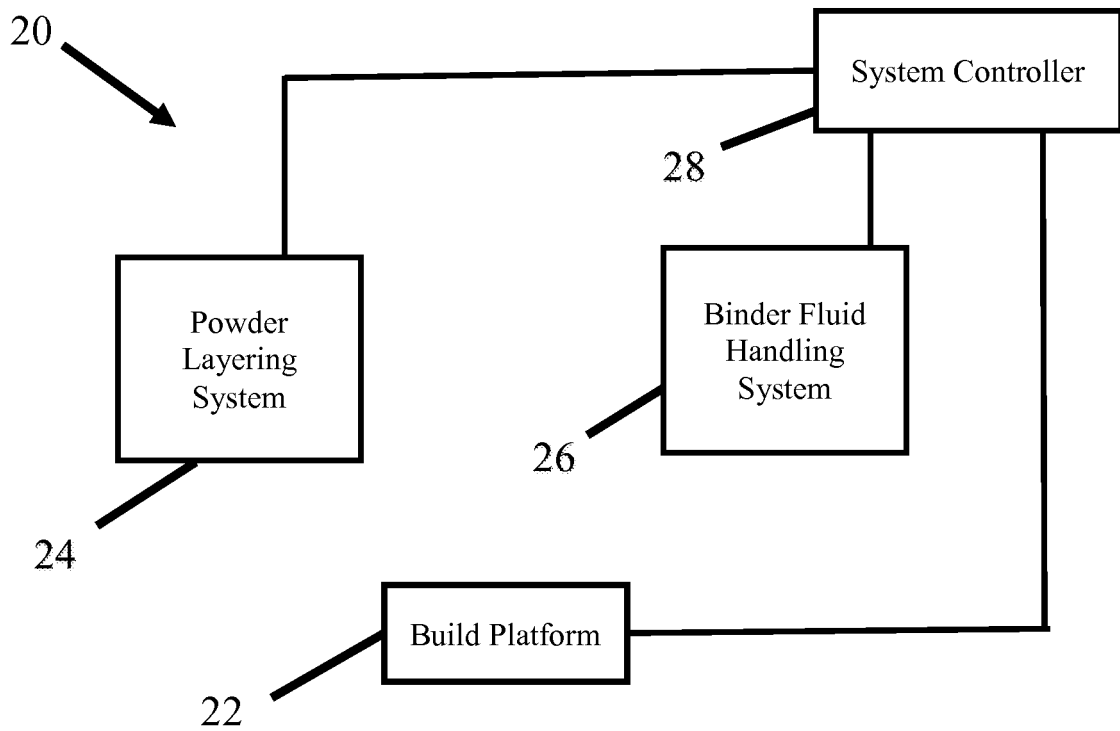 20
System Controller
28
Powder
Layering
System
Binder Fluid
Handling
System
26
24
Build Platform
22